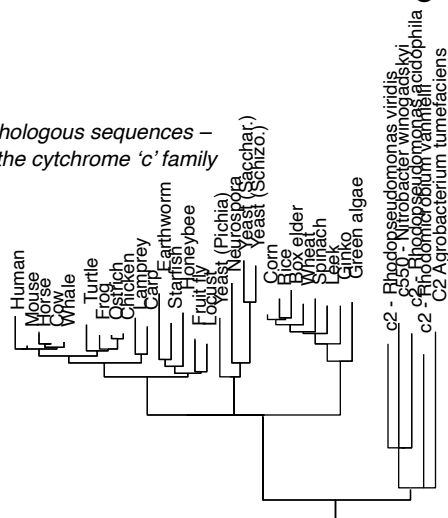 hologous sequences –
the cytchrome ‘c’ family
Human
Mouse
Horse
Cow
Whale
Turtle
Frog
Ostrich
Chicken
Lamprey
Carp
Earthworm
Starfish
Honeybee
Fruit fly
Locust
Yeast (Pichia)
Neurospora
Yeast (Sacchar.)
Yeast (Schizo.)
Corn
Rice
Box elder
Wheat
Spinach
Leek
Ginko
Green algae
c2 - Rhodopseudomonas viridis
c550 - Nitrobacter winogadskyi
c2 - Rhodopseudomonas acidophila
c2 - Rhodomicrobium vannielli
C2 Agrobacterium tumefaciens